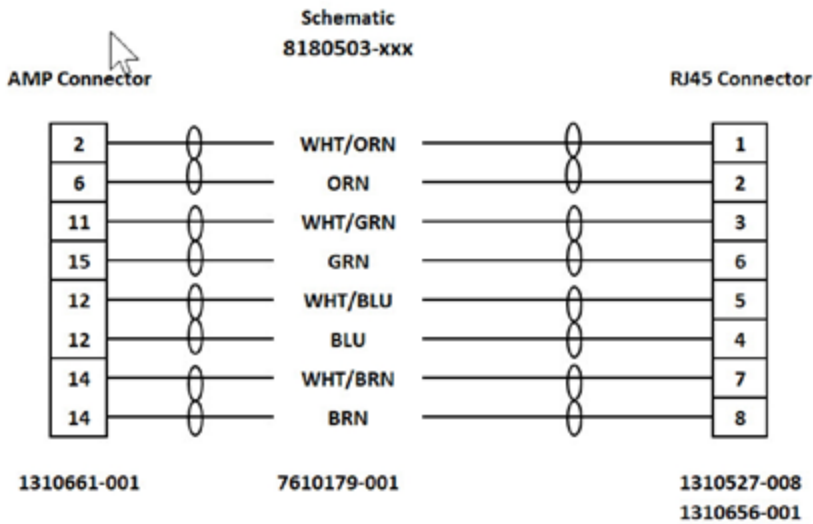 Schematic
8180503-xxx
AMP Connector RJ45 Connector
2 WHT/ORN 1
6 ORN 2
11 WHT/GRN 3
15 GRN 6
12 WHT/BLU 5
12 BLU 4
14 WHT/BRN 7
14 BRN 8
1310661-001 7610179-001 1310527-008
1310656-001